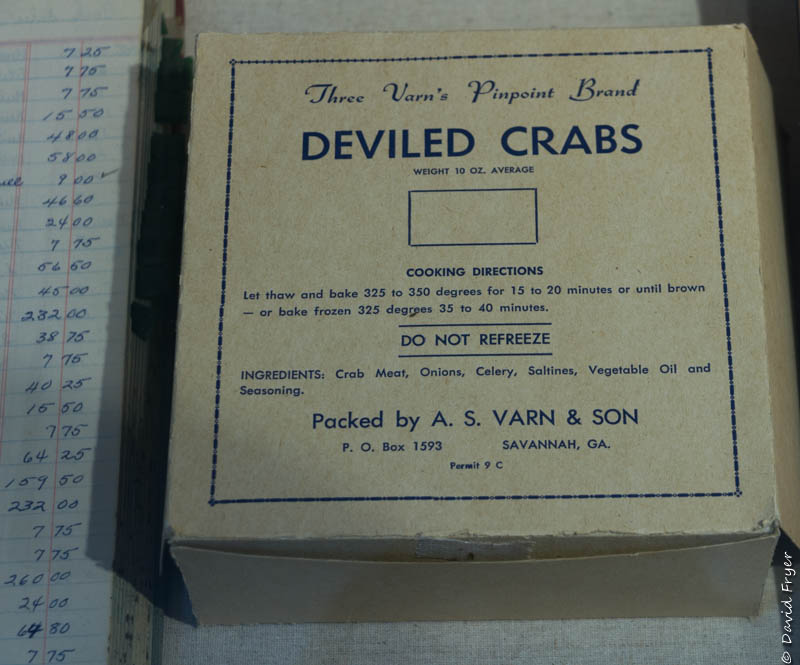 7 25
7 75
7 75
15 50
48 00
58 00
9 00 ✓
46 60
24 00
7 75
56 50
45 00
232 00
38 75
7 75
40 25
15 50
7 75
64 25
159 50
232 00
7 75
7 75
260 00
24 00
64 80
7 75
Three Varn's Pinpoint Brand
DEVILED CRABS
WEIGHT 10 OZ. AVERAGE
COOKING DIRECTIONS
Let thaw and bake 325 to 350 degrees for 15 to 20 minutes or until brown
— or bake frozen 325 degrees 35 to 40 minutes.
DO NOT REFREEZE
INGREDIENTS: Crab Meat, Onions, Celery, Saltines, Vegetable Oil and
Seasoning.
Packed by A. S. VARN & SON
P. O. Box 1593 SAVANNAH, GA.
Permit 9 C
© David Fryer